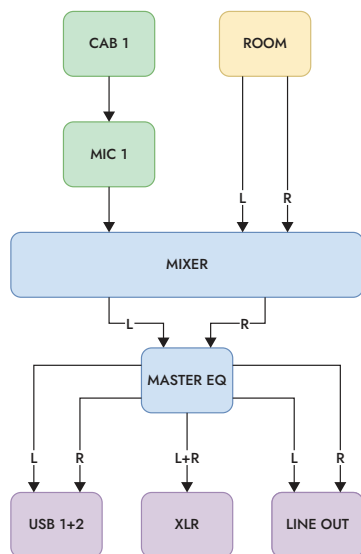 CAB 1
ROOM
MIC 1
L
R
MIXER
L
R
MASTER EQ
L
R
L+R
L
R
USB 1+2
XLR
LINE OUT